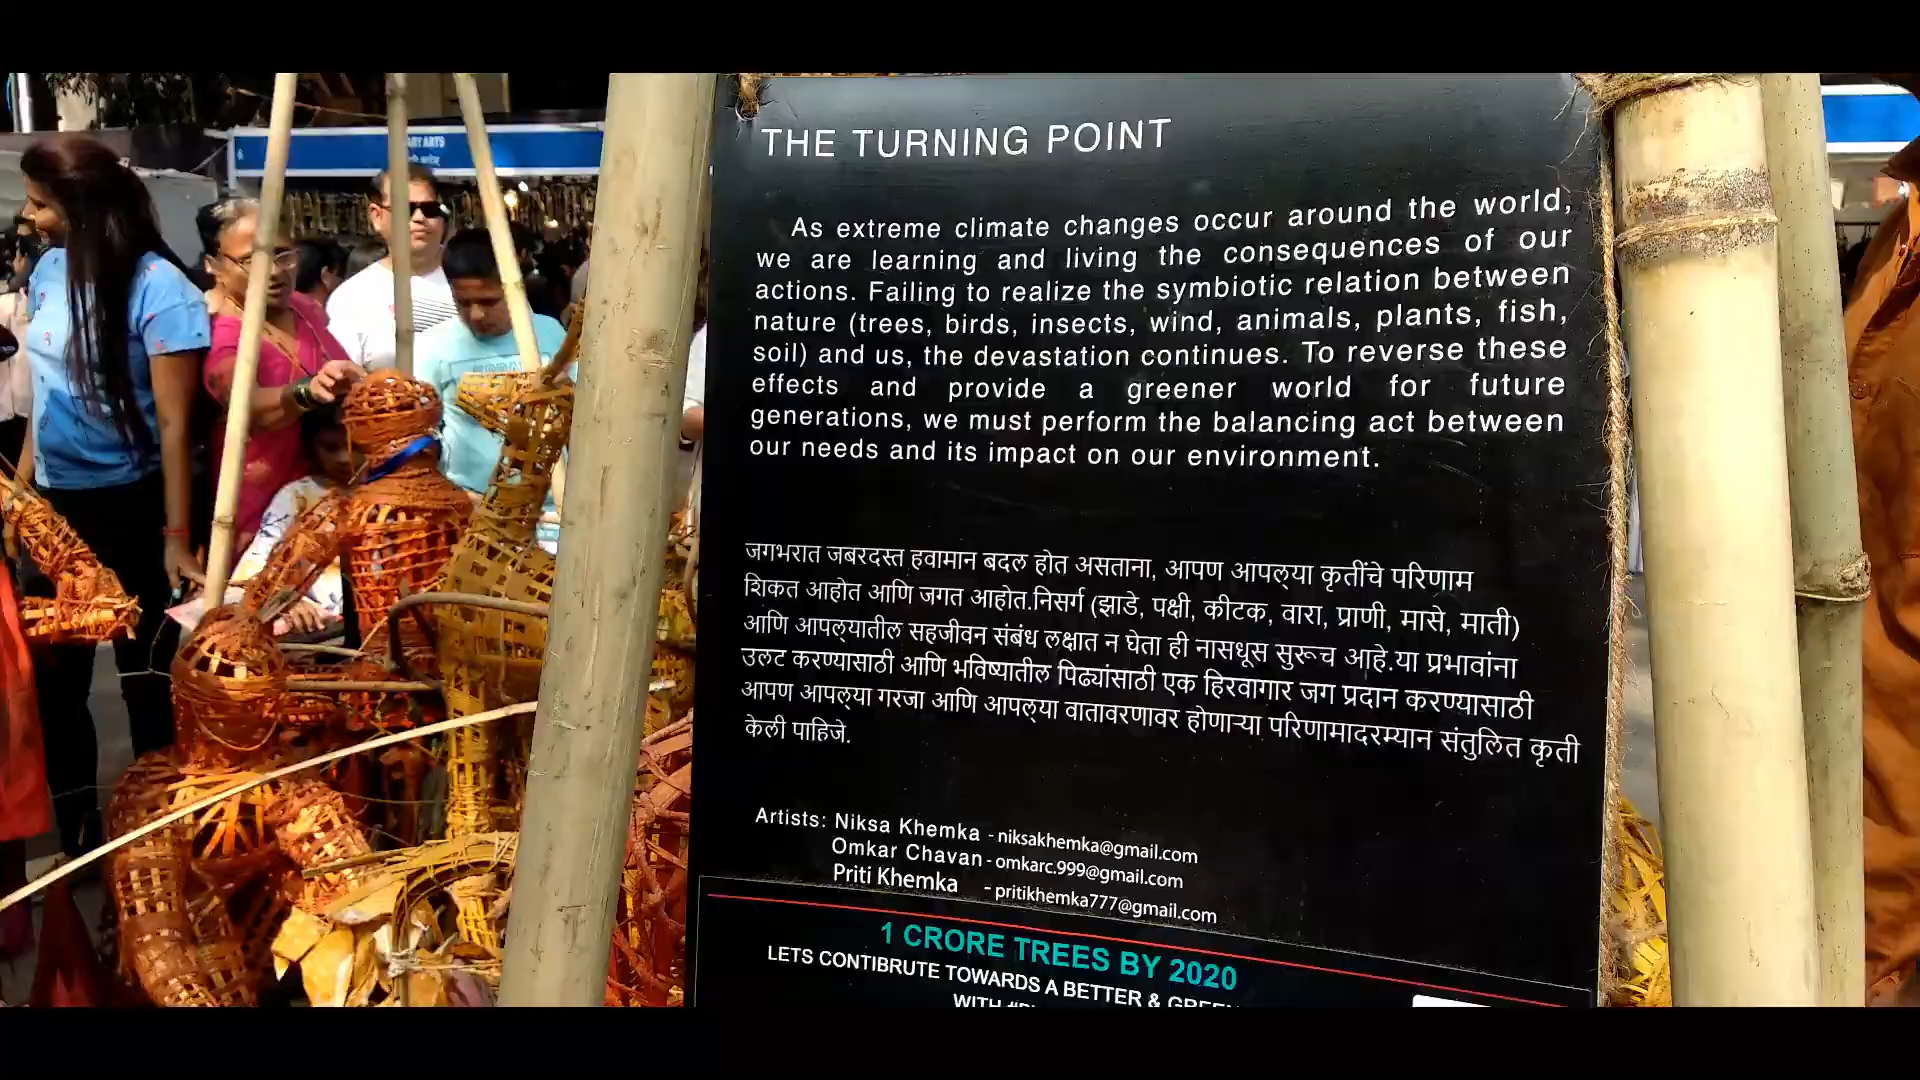 THE TURNING POINT
As extreme climate changes occur around the world,
we are learning and living the consequences of our
actions. Failing to realize the symbiotic relation between
nature (trees, birds, insects, wind, animals, plants, fish,
soil) and us, the devastation continues. To reverse these
effects and provide a greener world for future
generations, we must perform the balancing act between
our needs and its impact on our environment.
जगभरात जबरदस्त हवामान बदल होत असताना, आपण आपल्या कृतींचे परिणाम
शिकत आहोत आणि जगत आहोत.निसर्ग (झाडे, पक्षी, कीटक, वारा, प्राणी, मासे, माती)
आणि आपल्यातील सहजीवन संबंध लक्षात न घेता ही नासधूस सुरूच आहे.या प्रभावांना
उलट करण्यासाठी आणि भविष्यातील पिढ्यांसाठी एक हिरवागार जग प्रदान करण्यासाठी
आपण आपल्या गरजा आणि आपल्या वातावरणावर होणाऱ्या परिणामादरम्यान संतुलित कृती
केली पाहिजे.
Artists: Niksa Khemka - niksakhemka@gmail.com
Omkar Chavan - omkarc.999@gmail.com
Priti Khemka - pritikhemka777@gmail.com
1 CRORE TREES BY 2020
LETS CONTIBRUTE TOWARDS A BETTER &
WITH
ARTS